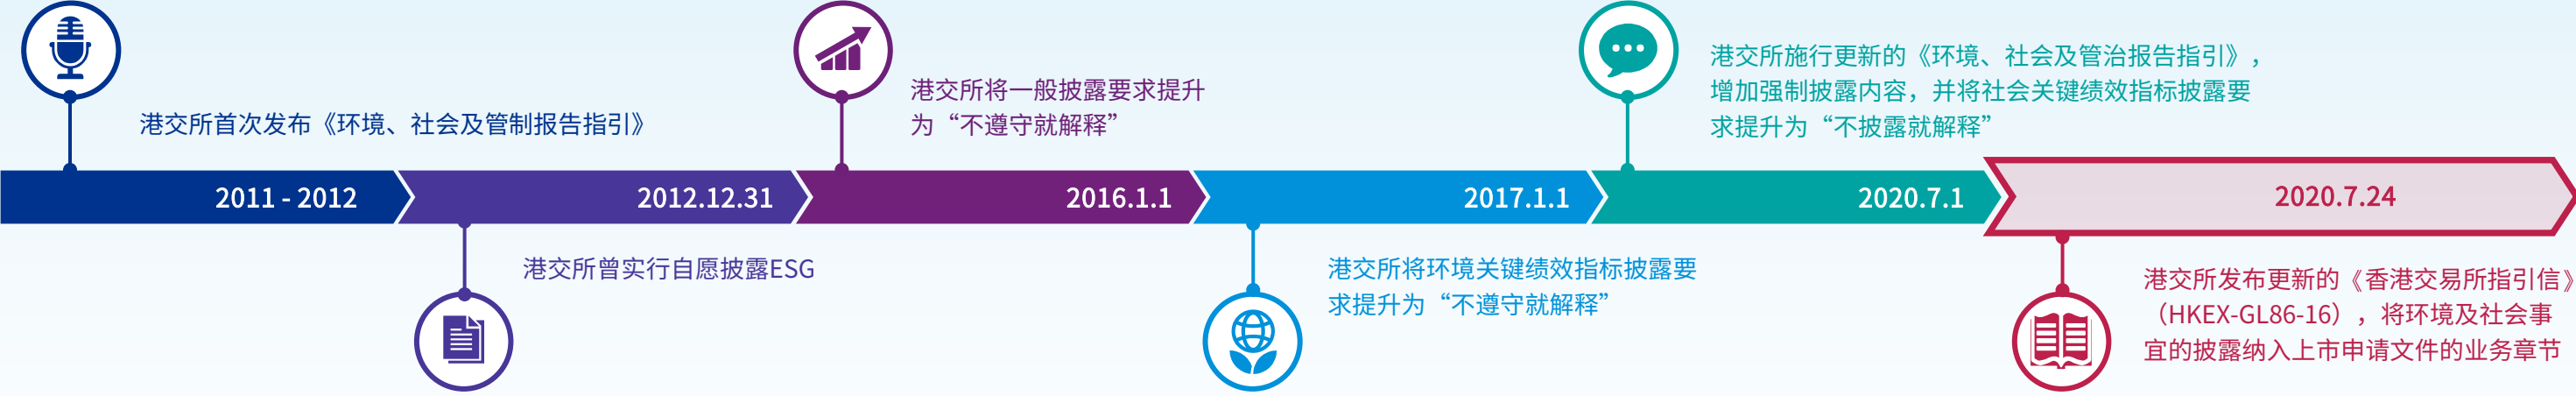 港交所首次发布《环境、社会及管制报告指引》
2011 - 2012
港交所曾实行自愿披露ESG
2012.12.31
港交所将一般披露要求提升
为“不遵守就解释”
2016.1.1
港交所将环境关键绩效指标披露要
求提升为“不遵守就解释”
2017.1.1
港交所施行更新的《环境、社会及管治报告指引》，
增加强制披露内容，并将社会关键绩效指标披露要
求提升为“不披露就解释”
2020.7.1
2020.7.24
港交所发布更新的《香港交易所指引信》
（HKEX-GL86-16），将环境及社会事
宜的披露纳入上市申请文件的业务章节